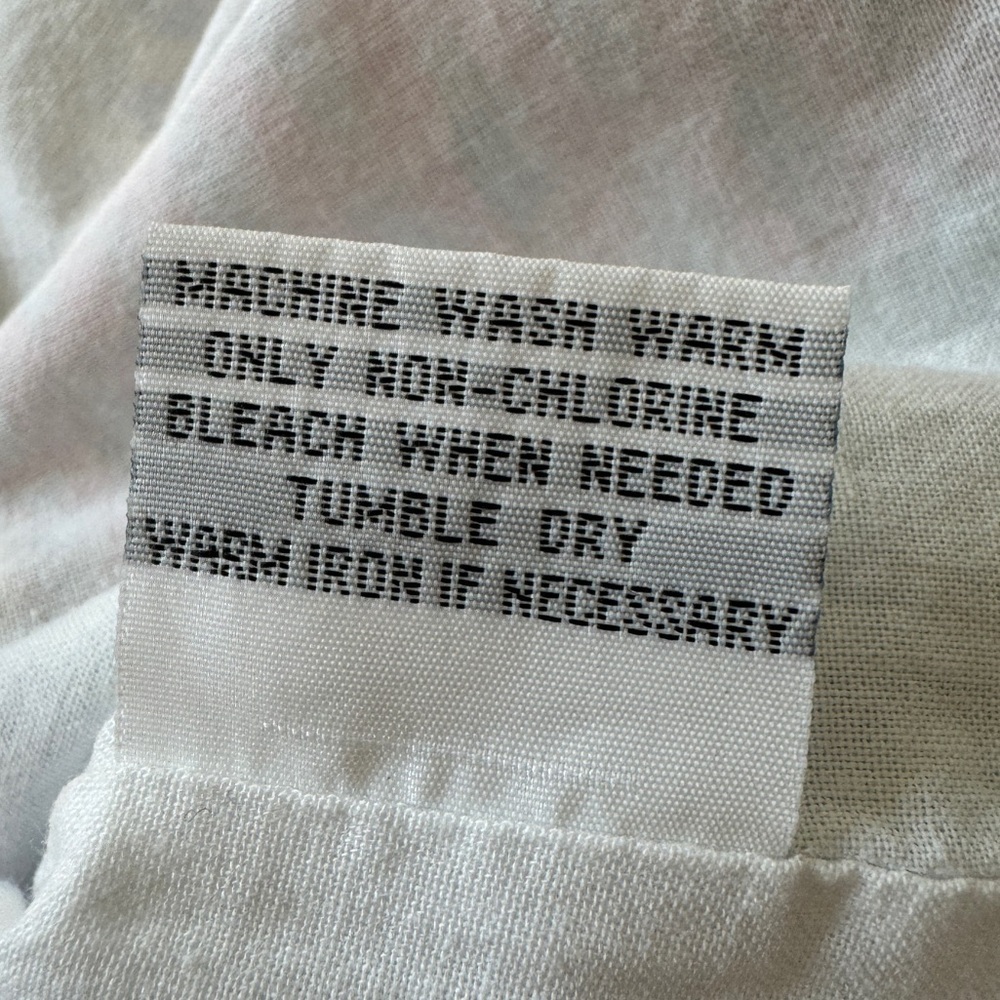 MACHINE WASH WARM
ONLY NON-CHLORINE
BLEACH WHEN NEEDED
TUMBLE DRY
WARM IRON IF NECESSARY